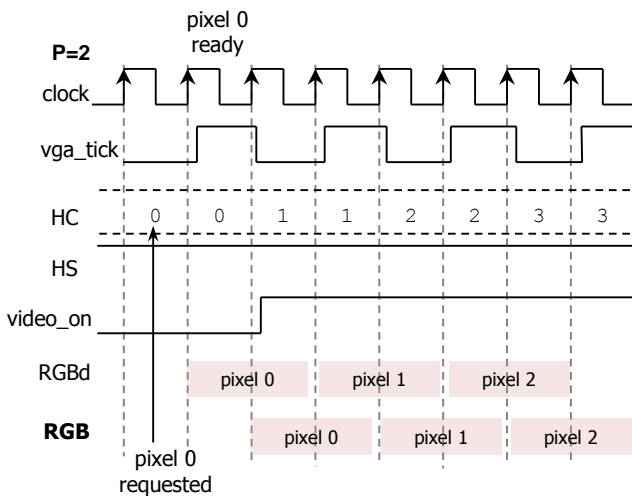 pixel 0
ready
P=2
clock
vga_tick
HC 0 0 1 1 2 2 3 3
HS
video_on
RGBd pixel 0 pixel 1 pixel 2
RGB pixel 0 pixel 1 pixel 2
pixel 0
requested